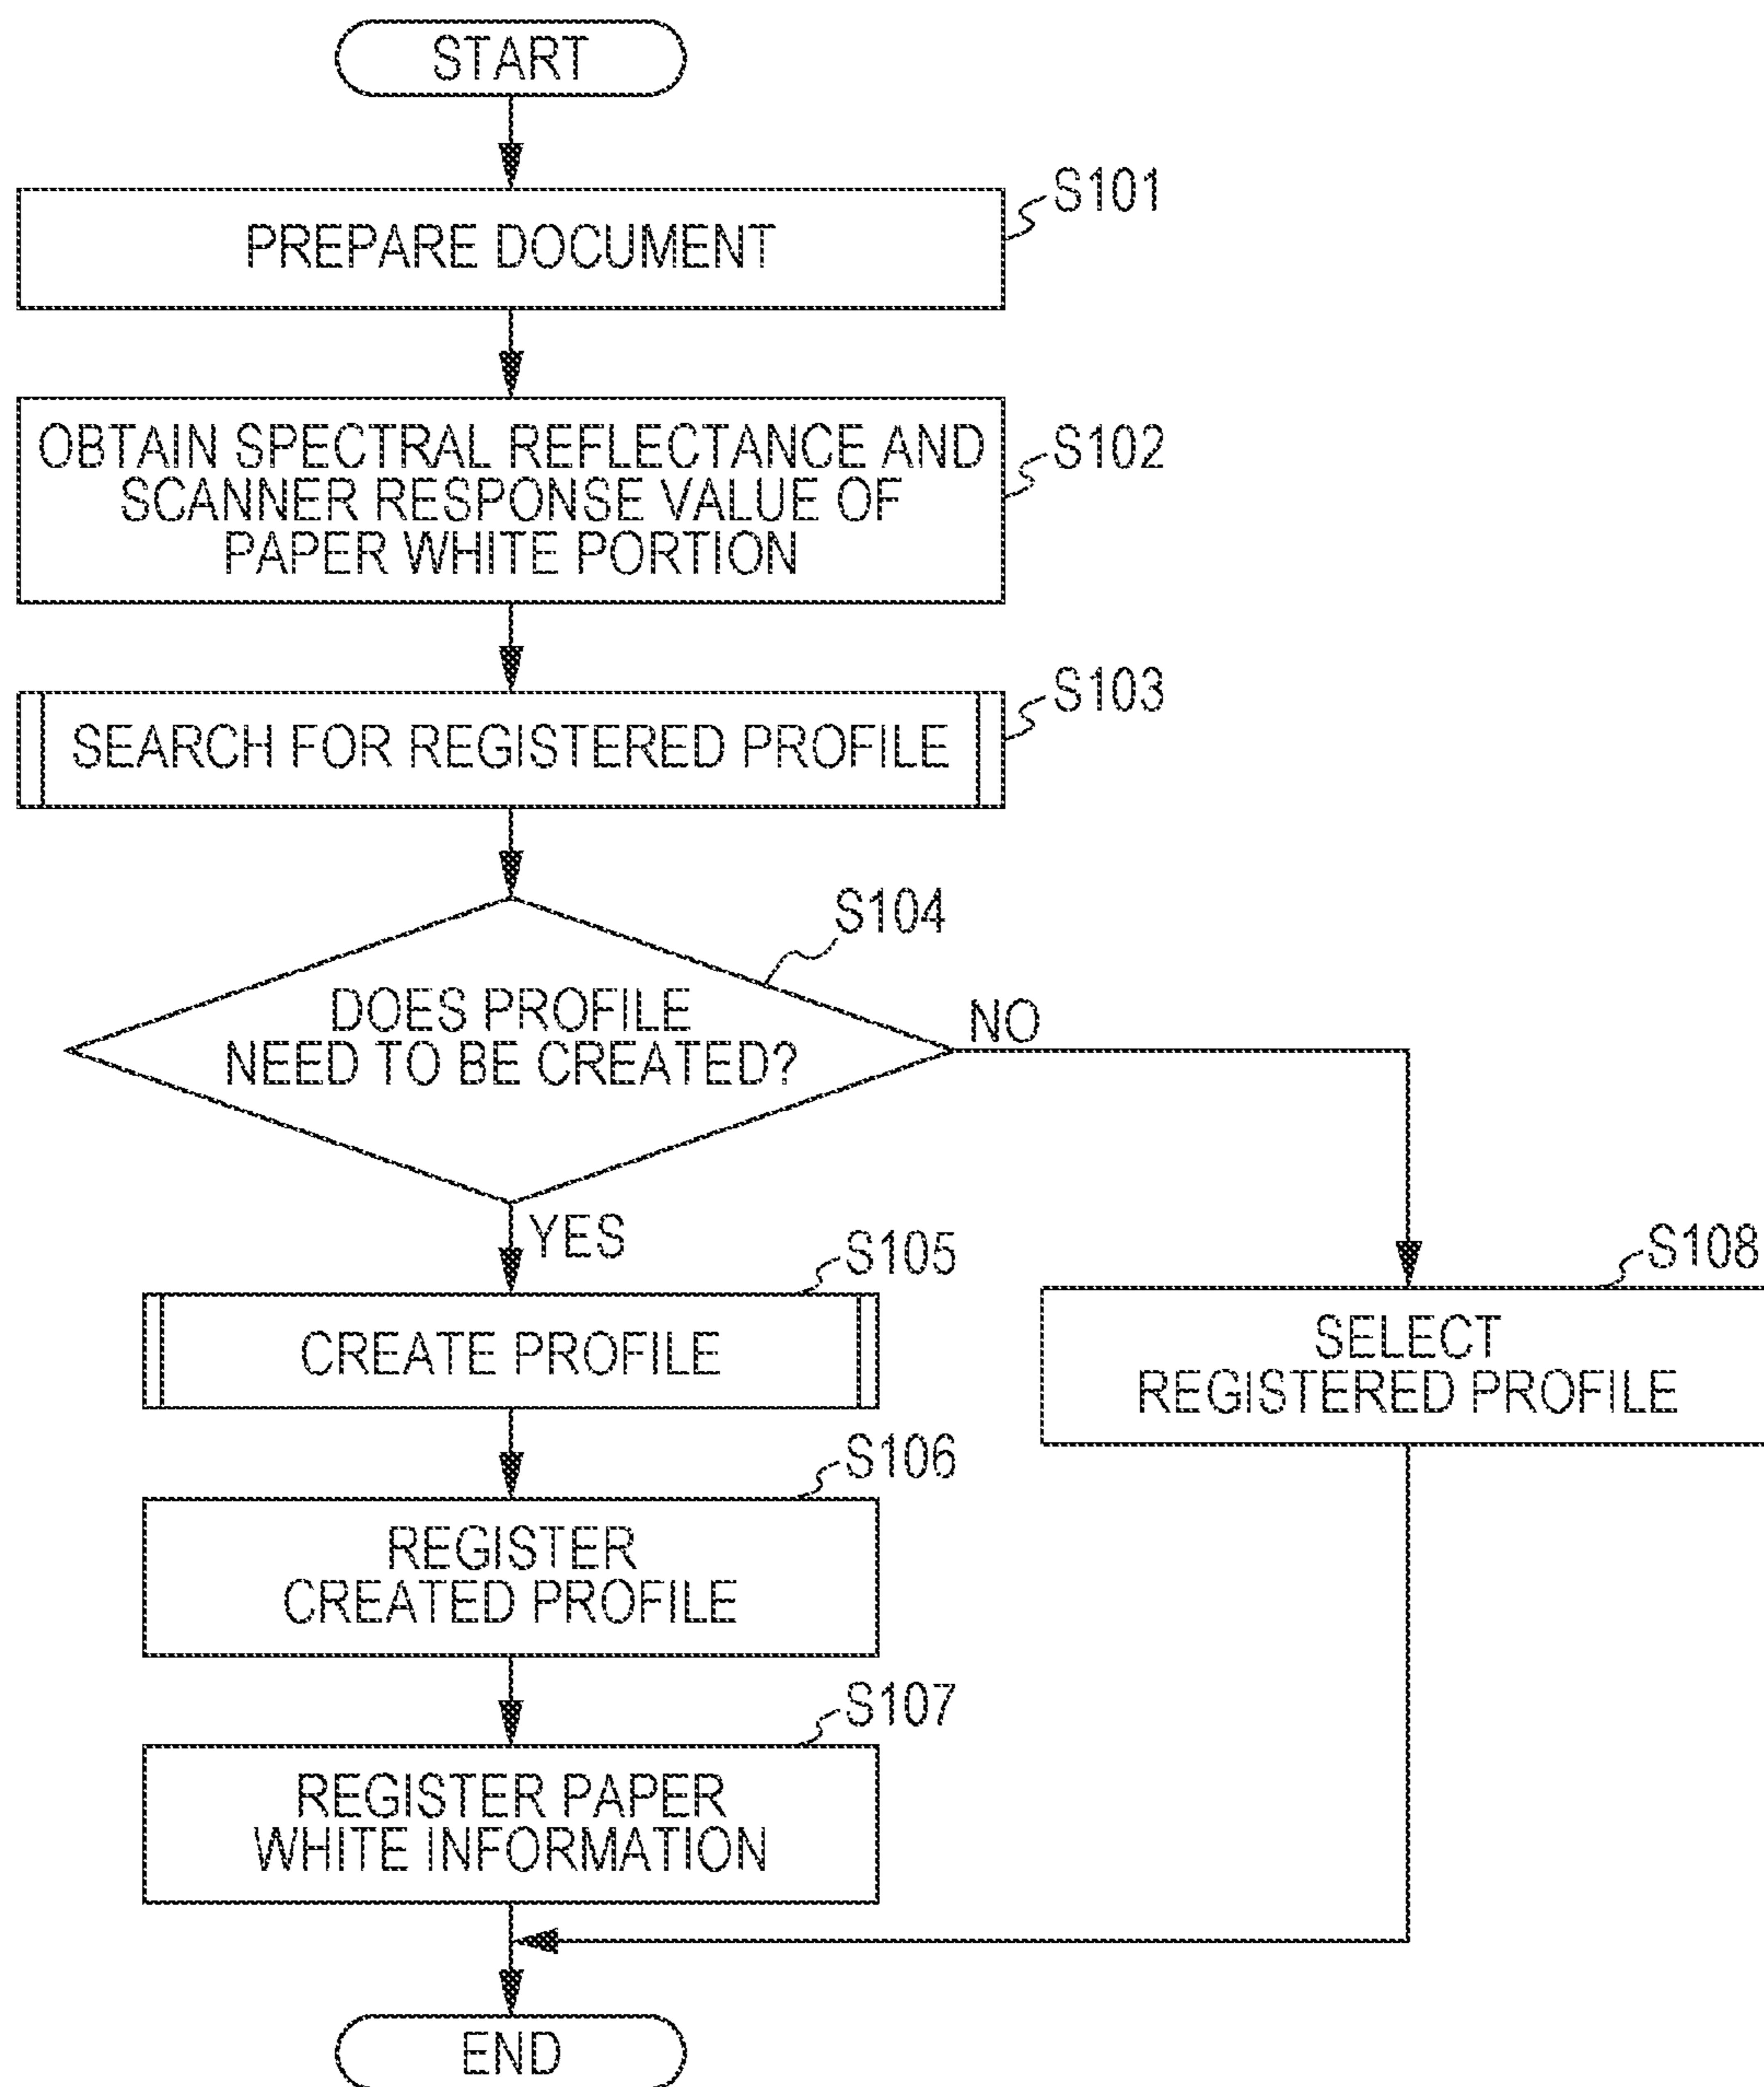 START
PREPARE DOCUMENT
S101
OBTAIN SPECTRAL REFLECTANCE AND
SCANNER RESPONSE VALUE OF
PAPER WHITE PORTION
S102
SEARCH FOR REGISTERED PROFILE
S103
S104
DOES PROFILE
NEED TO BE CREATED?
NO
YES
S105
CREATE PROFILE
S108
SELECT
REGISTERED PROFILE
S106
REGISTER
CREATED PROFILE
S107
REGISTER PAPER
WHITE INFORMATION
END